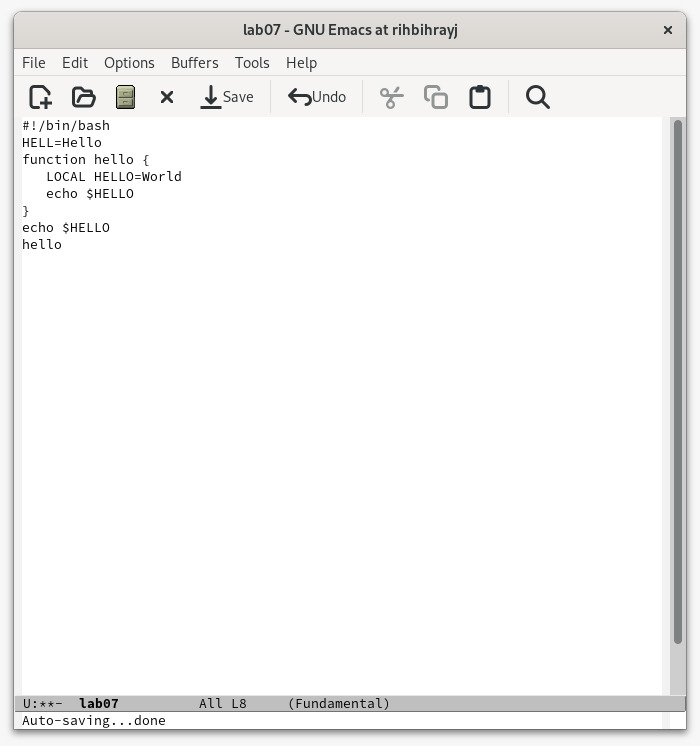 lab07 - GNU Emacs at rihbihrayj
File Edit Options Buffers Tools Help
Save Undo
#!/bin/bash
HELL=Hello
function hello {
   LOCAL HELLO=World
   echo $HELLO
}
echo $HELLO
hello
U:**-  lab07          All L8     (Fundamental)
Auto-saving...done